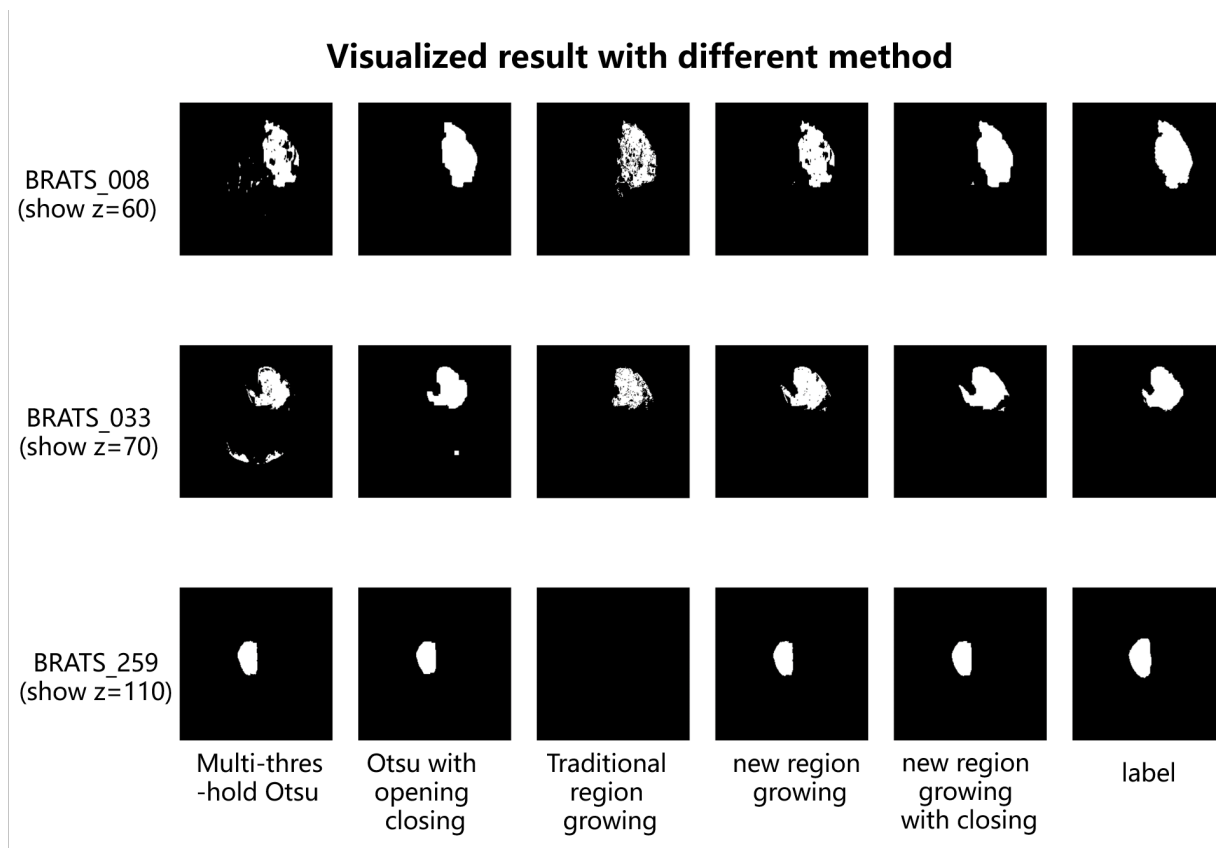 Visualized result with different method
BRATS_008
(show z=60)
BRATS_033
(show z=70)
BRATS_259
(show z=110)
Multi-thres
-hold Otsu
Otsu with
opening
closing
Traditional
region
growing
new region
growing
new region
growing
with closing
label